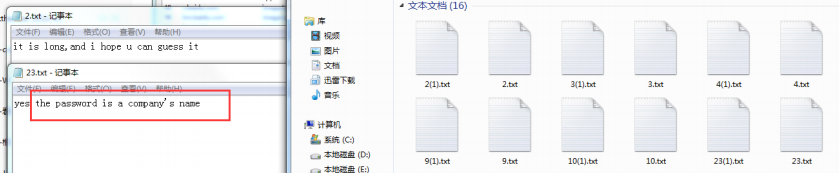 2.txt - 记事本
文件(F) 编辑(E) 格式(O) 查看(V) 帮助(H)
it is long,and i hope u can guess it
23.txt - 记事本
文件(F) 编辑(E) 格式(O) 查看(V) 帮助(H)
yes the password is a company's name
库
视频
图片
文档
迅雷下载
音乐
计算机
系统 (C:)
本地磁盘 (D:)
本地磁盘 (E:)
文本文档 (16)
2(1).txt 2.txt 3(1).txt 3.txt 4(1).txt 4.txt
9(1).txt 9.txt 10(1).txt 10.txt 23(1).txt 23.txt